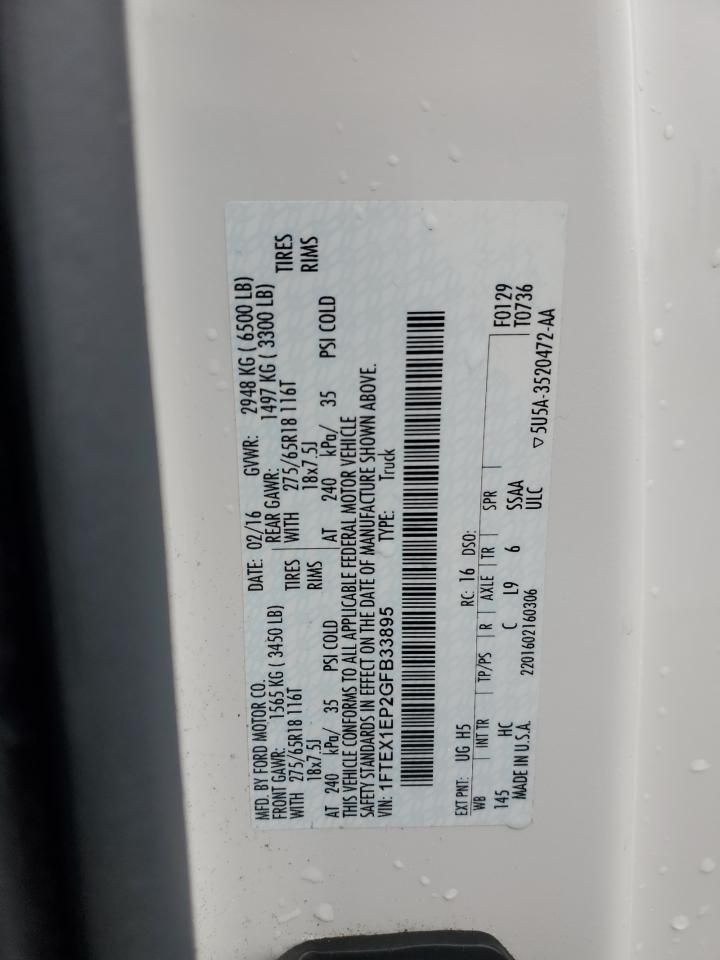 MFD. BY FORD MOTOR CO.
DATE: 02/16 GVWR: 2948 KG ( 6500 LB)
FRONT GAWR: 1565 KG ( 3450 LB) REAR GAWR: 1497 KG ( 3300 LB)
WITH 275/65R18 116T TIRES WITH 275/65R18 116T TIRES
18x7.5J RIMS 18x7.5J RIMS
AT 240 kPa/ 35 PSI COLD AT 240 kPa/ 35 PSI COLD
THIS VEHICLE CONFORMS TO ALL APPLICABLE FEDERAL MOTOR VEHICLE
SAFETY STANDARDS IN EFFECT ON THE DATE OF MANUFACTURE SHOWN ABOVE.
VIN: 1FTEX1EP2GFB33895 TYPE: Truck
EXT PNT: UG H5 RC: 16 DSO:
WB INT TR TP/PS R AXLE TR SPR F0129
145 HC C L9 6 SSAA T0736
MADE IN U.S.A. 2201602160306 ULC ▽5U5A-3520472-AA